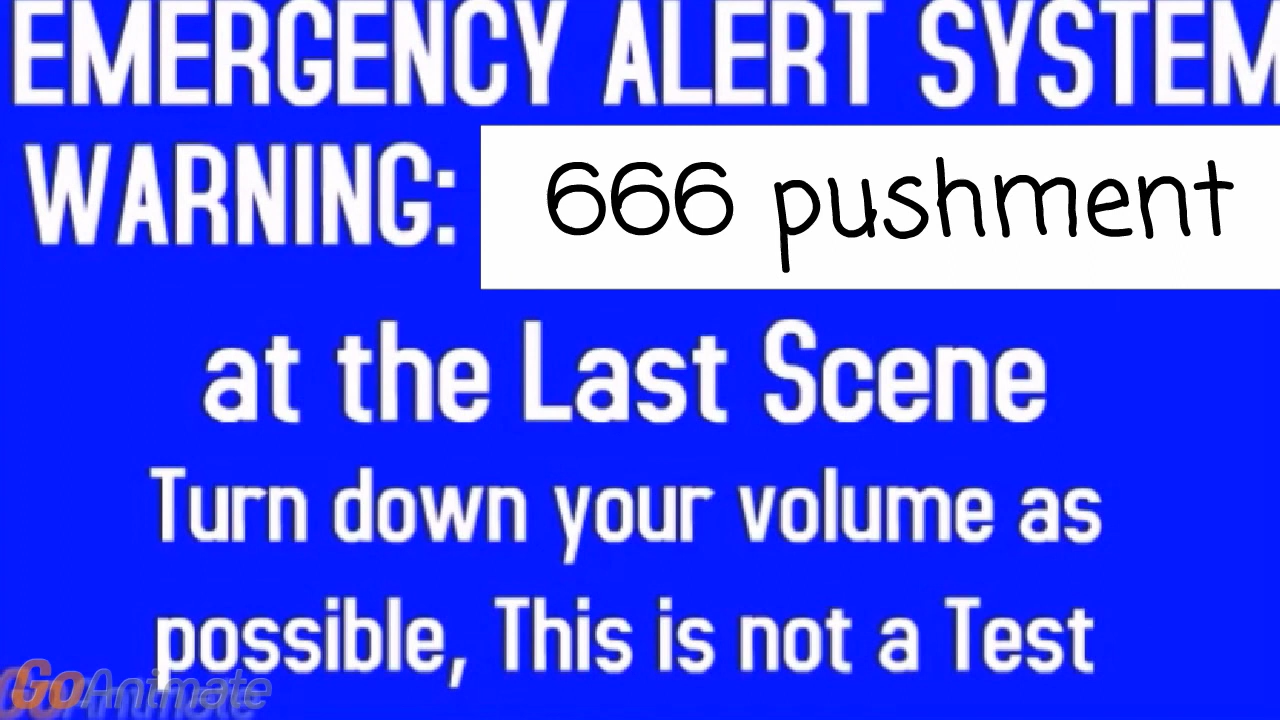 EMERGENCY ALERT SYSTEM
WARNING: 666 pushment
at the Last Scene
Turn down your volume as
possible, This is not a Test
GoAnimate
GoAnimate